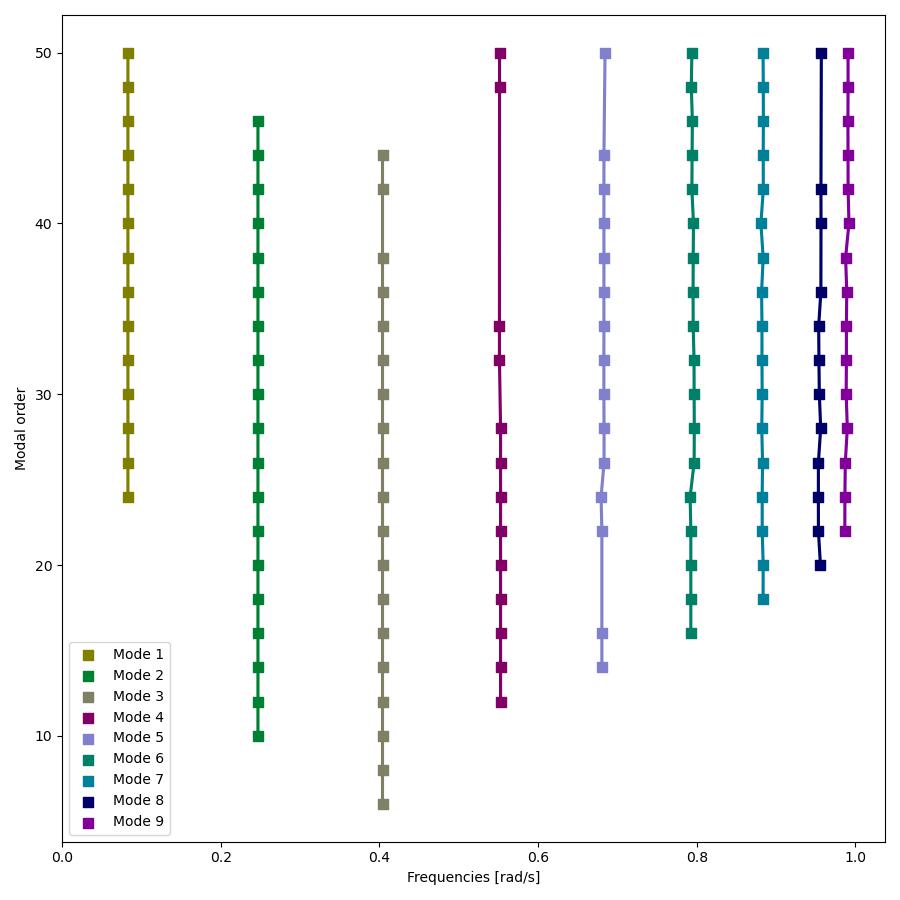 50
40
30
20
10
Modal order
Mode 1
Mode 2
Mode 3
Mode 4
Mode 5
Mode 6
Mode 7
Mode 8
Mode 9
0.0 0.2 0.4 0.6 0.8 1.0
Frequencies [rad/s]